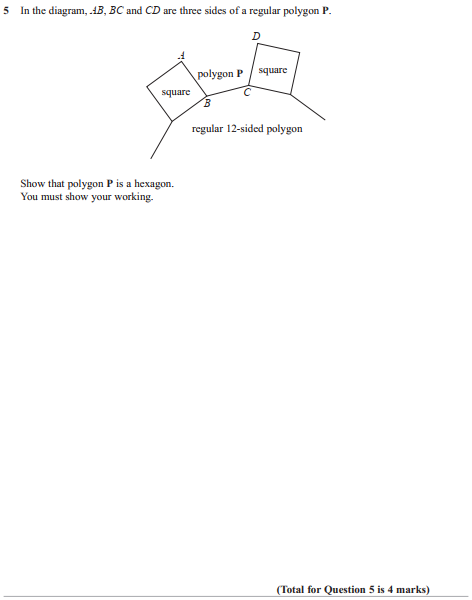 5 In the diagram, AB, BC and CD are three sides of a regular polygon P.
D
A
polygon P
square
square
C
B
regular 12-sided polygon
Show that polygon P is a hexagon.
You must show your working.
(Total for Question 5 is 4 marks)